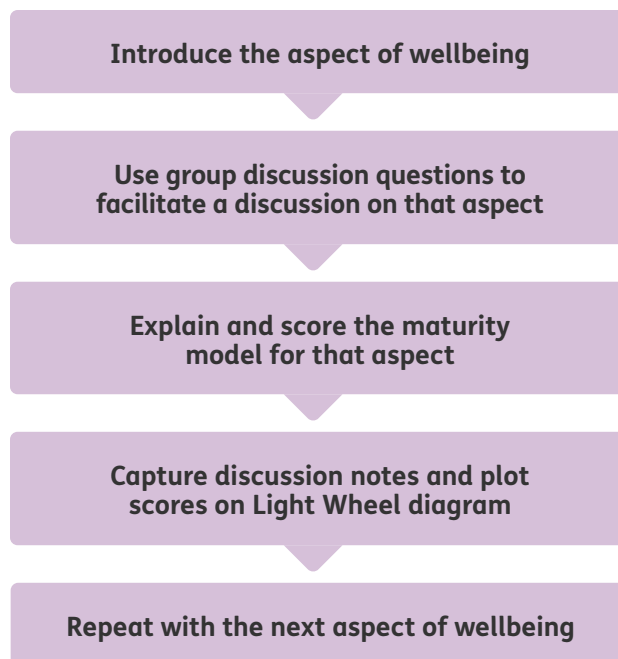 Introduce the aspect of wellbeing
Use group discussion questions to
facilitate a discussion on that aspect
Explain and score the maturity
model for that aspect
Capture discussion notes and plot
scores on Light Wheel diagram
Repeat with the next aspect of wellbeing